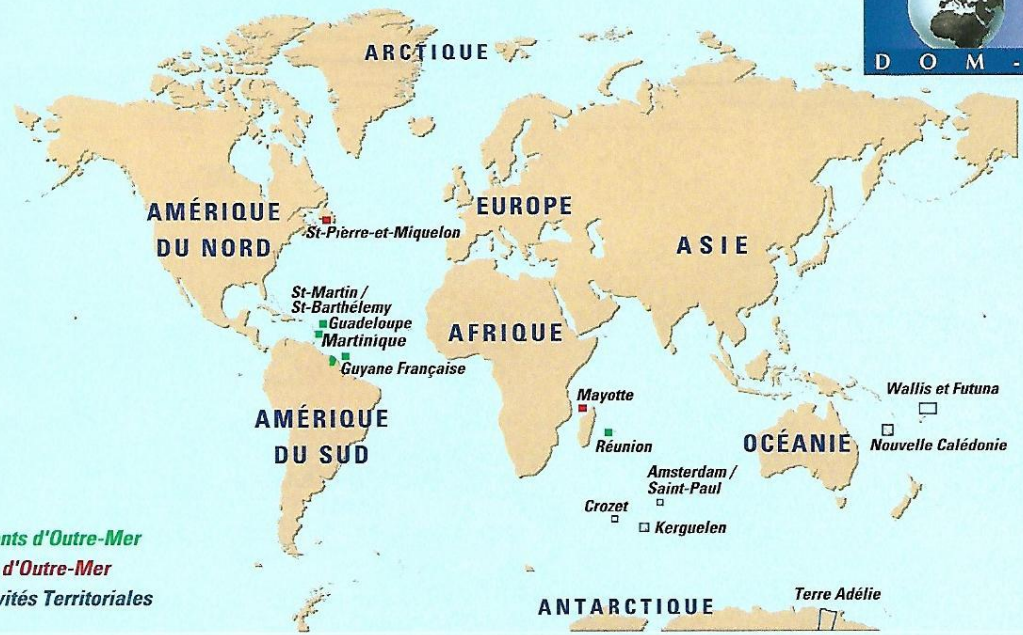 D O M -
ARCTIQUE
AMÉRIQUE
DU NORD
St-Pierre-et-Miquelon
EUROPE
ASIE
St-Martin /
St-Barthélemy
Guadeloupe
Martinique
Guyane Française
AFRIQUE
AMÉRIQUE
DU SUD
Mayotte
Réunion
OCÉANIE
Wallis et Futuna
Nouvelle Calédonie
Amsterdam /
Saint-Paul
Crozet
Kerguelen
nts d'Outre-Mer
d'Outre-Mer
vités Territoriales
ANTARCTIQUE
Terre Adélie